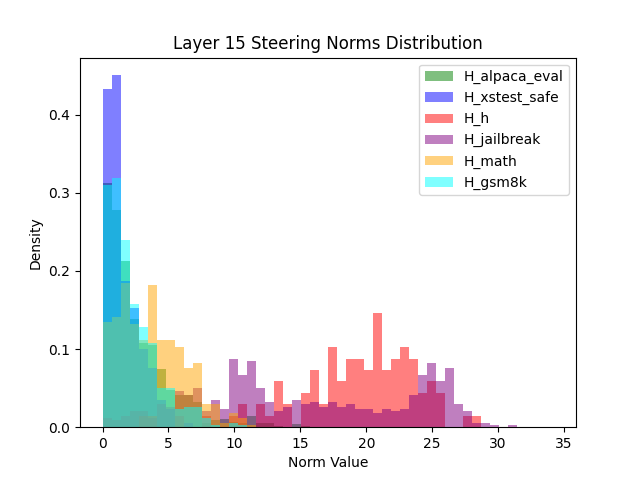 Layer 15 Steering Norms Distribution
H_alpaca_eval
H_xstest_safe
H_h
H_jailbreak
H_math
H_gsm8k
Density
0.4
0.3
0.2
0.1
0.0
0 5 10 15 20 25 30 35
Norm Value